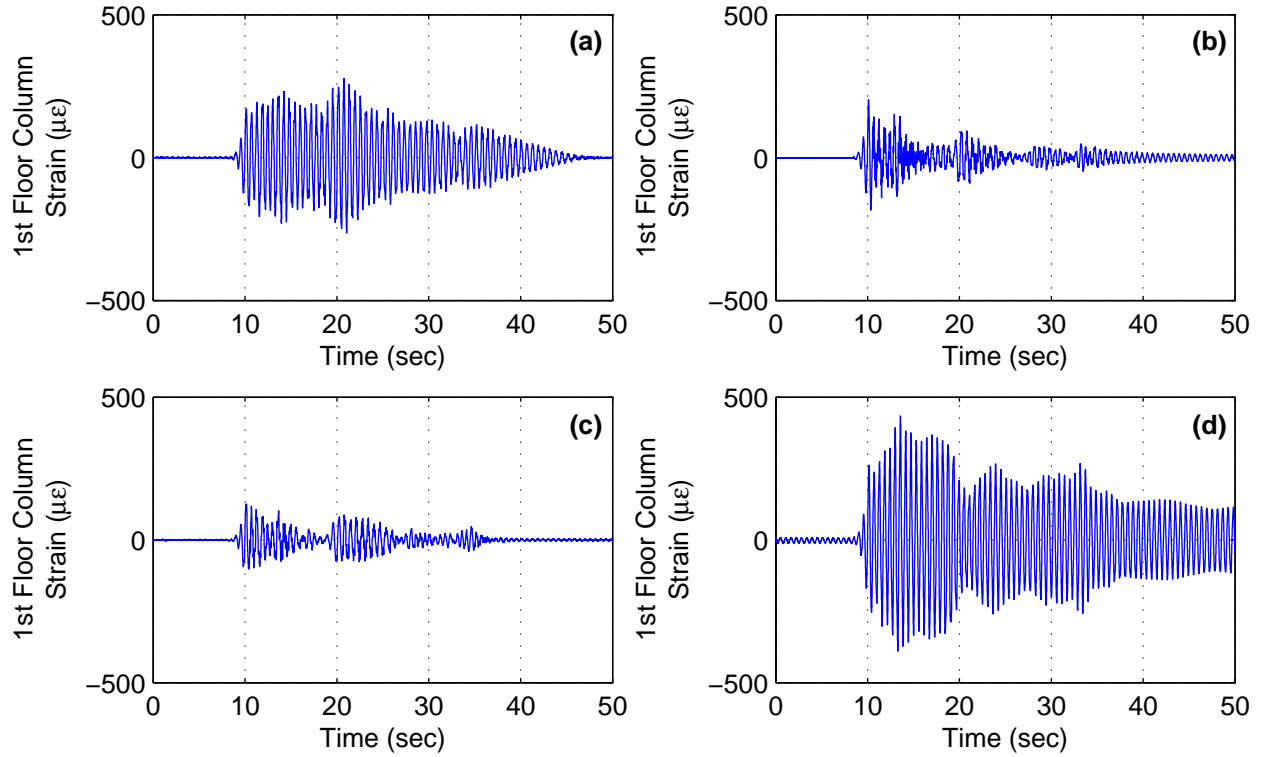 (a)
500
0
−500
1st Floor Column
Strain (με)
0 10 20 30 40 50
Time (sec)
(b)
500
0
−500
1st Floor Column
Strain (με)
0 10 20 30 40 50
Time (sec)
(c)
500
0
−500
1st Floor Column
Strain (με)
0 10 20 30 40 50
Time (sec)
(d)
500
0
−500
1st Floor Column
Strain (με)
0 10 20 30 40 50
Time (sec)